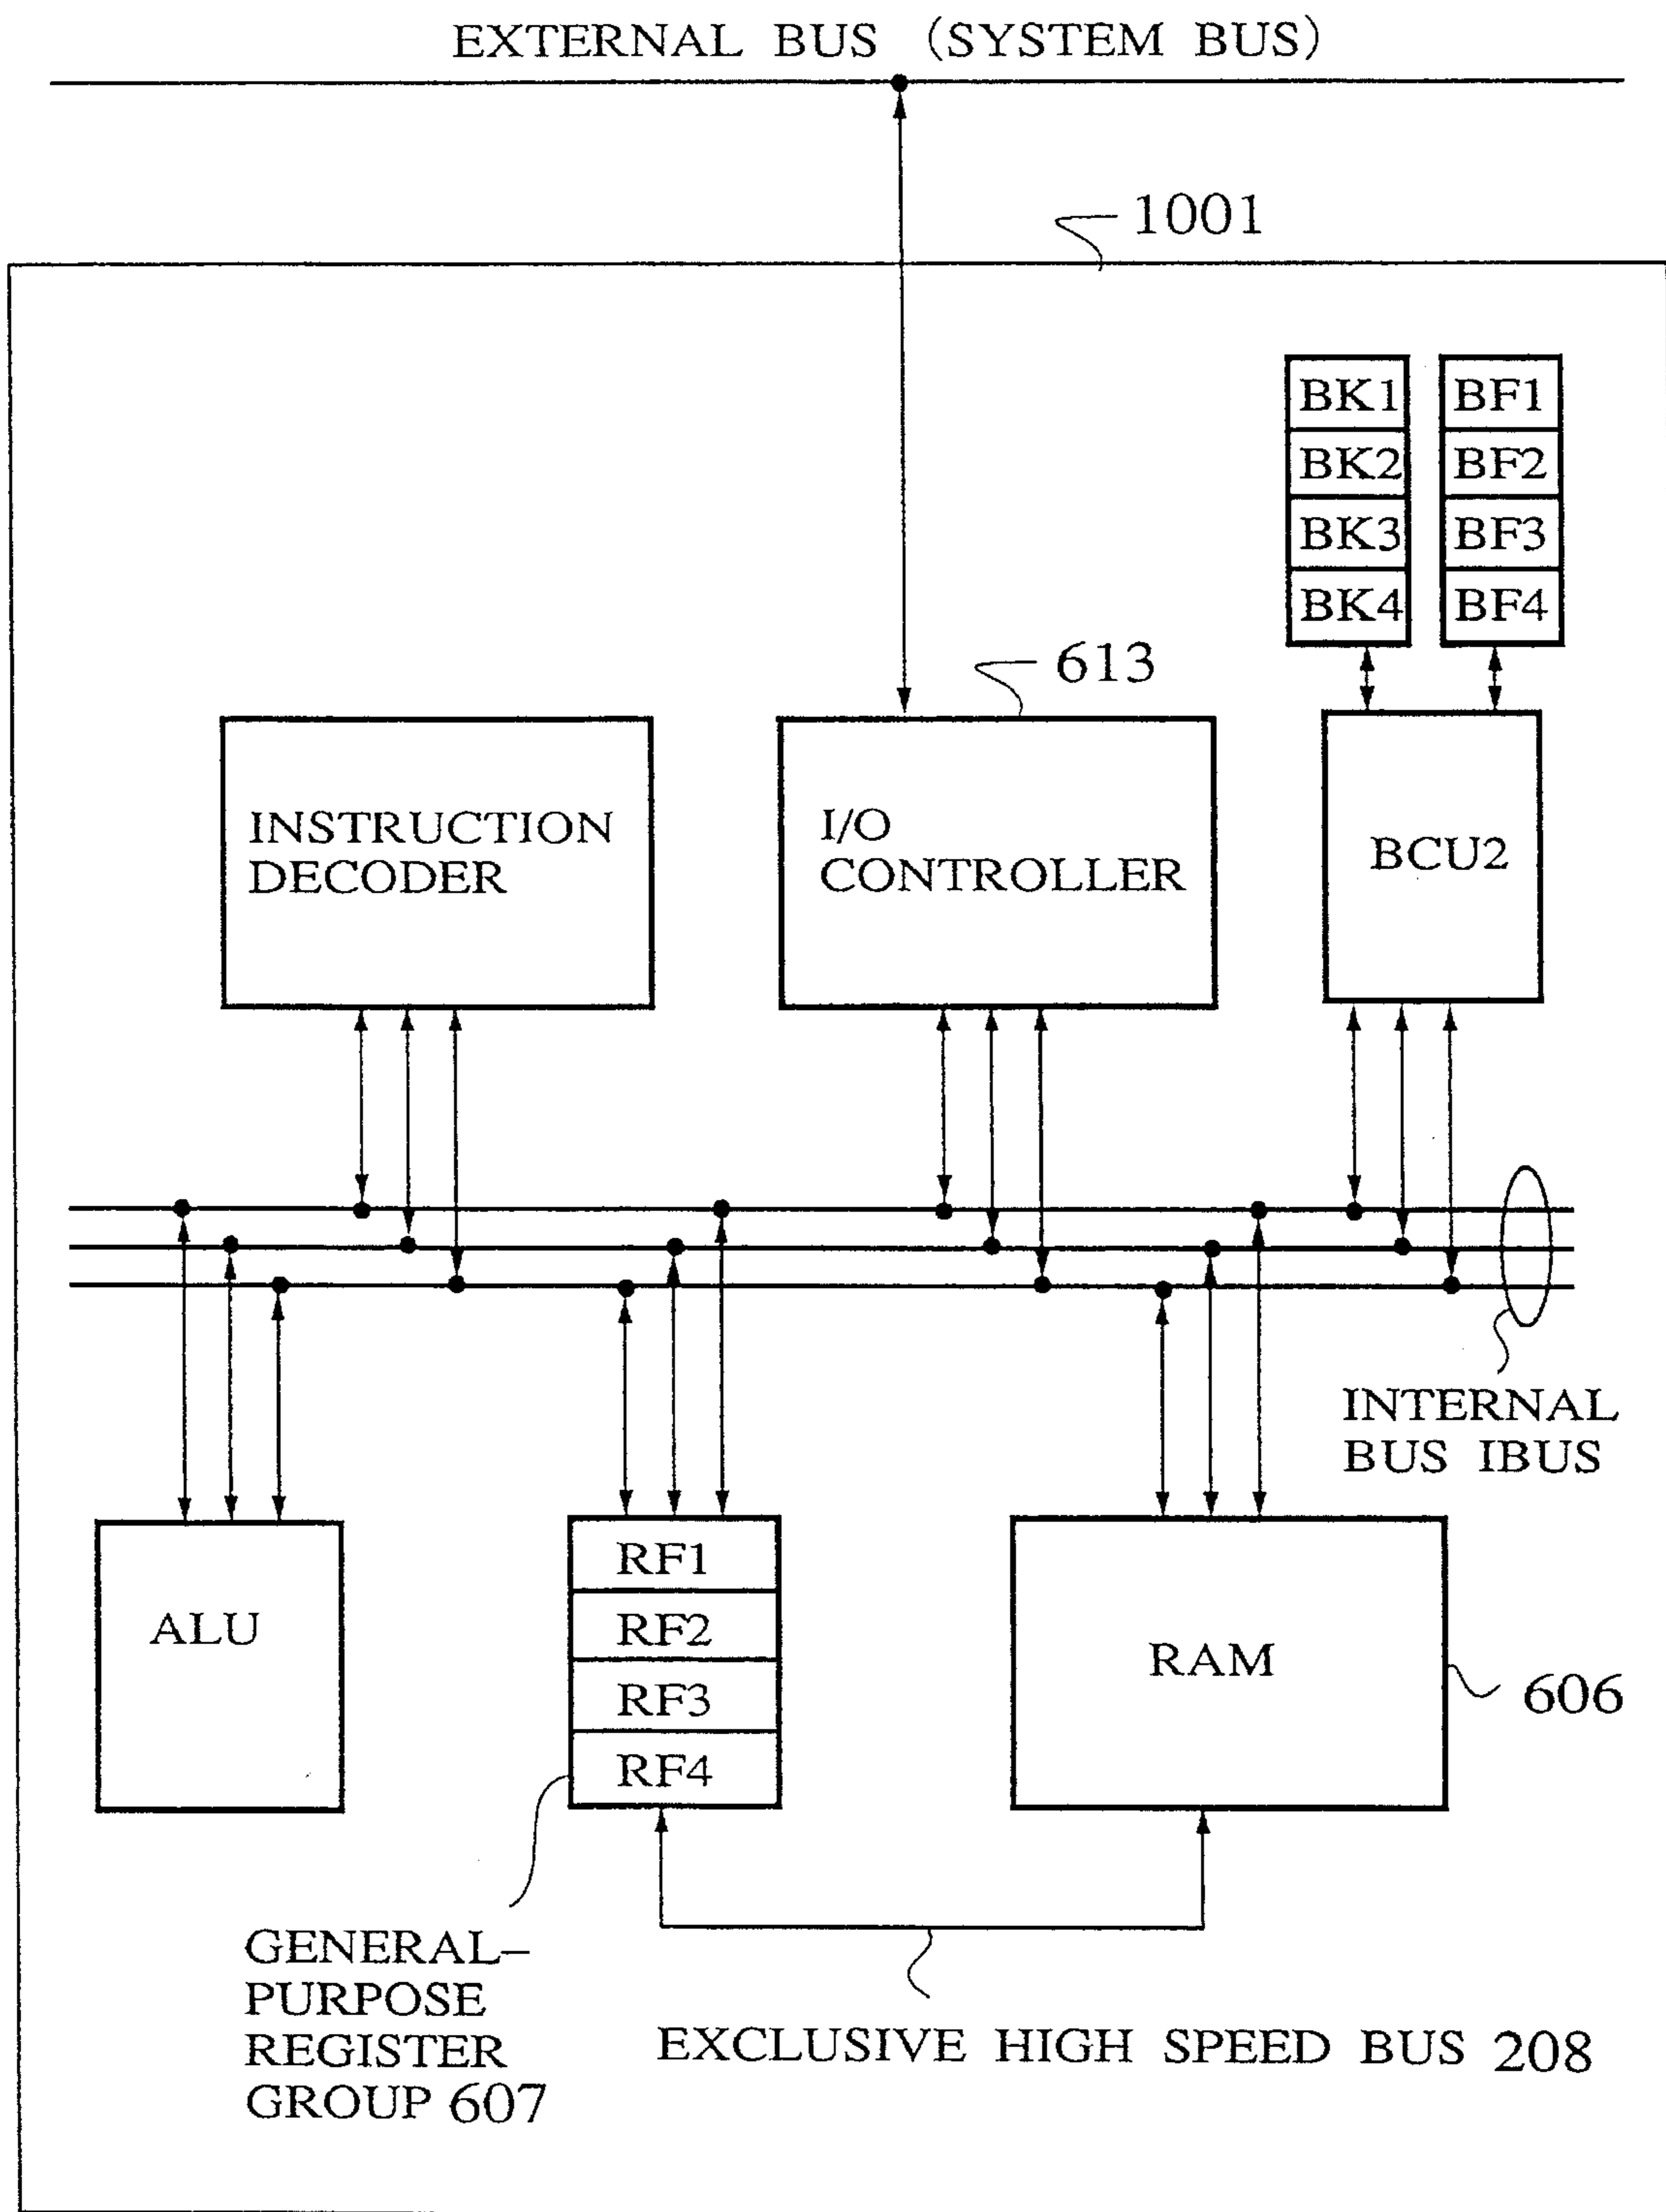 EXTERNAL BUS (SYSTEM BUS)
1001
BK1
BF1
BK2
BF2
BK3
BF3
BK4
BF4
613
INSTRUCTION
DECODER
I/O
CONTROLLER
BCU2
INTERNAL
BUS IBUS
ALU
RF1
RF2
RF3
RF4
RAM
606
GENERAL–
PURPOSE
REGISTER
GROUP 607
EXCLUSIVE HIGH SPEED BUS 208